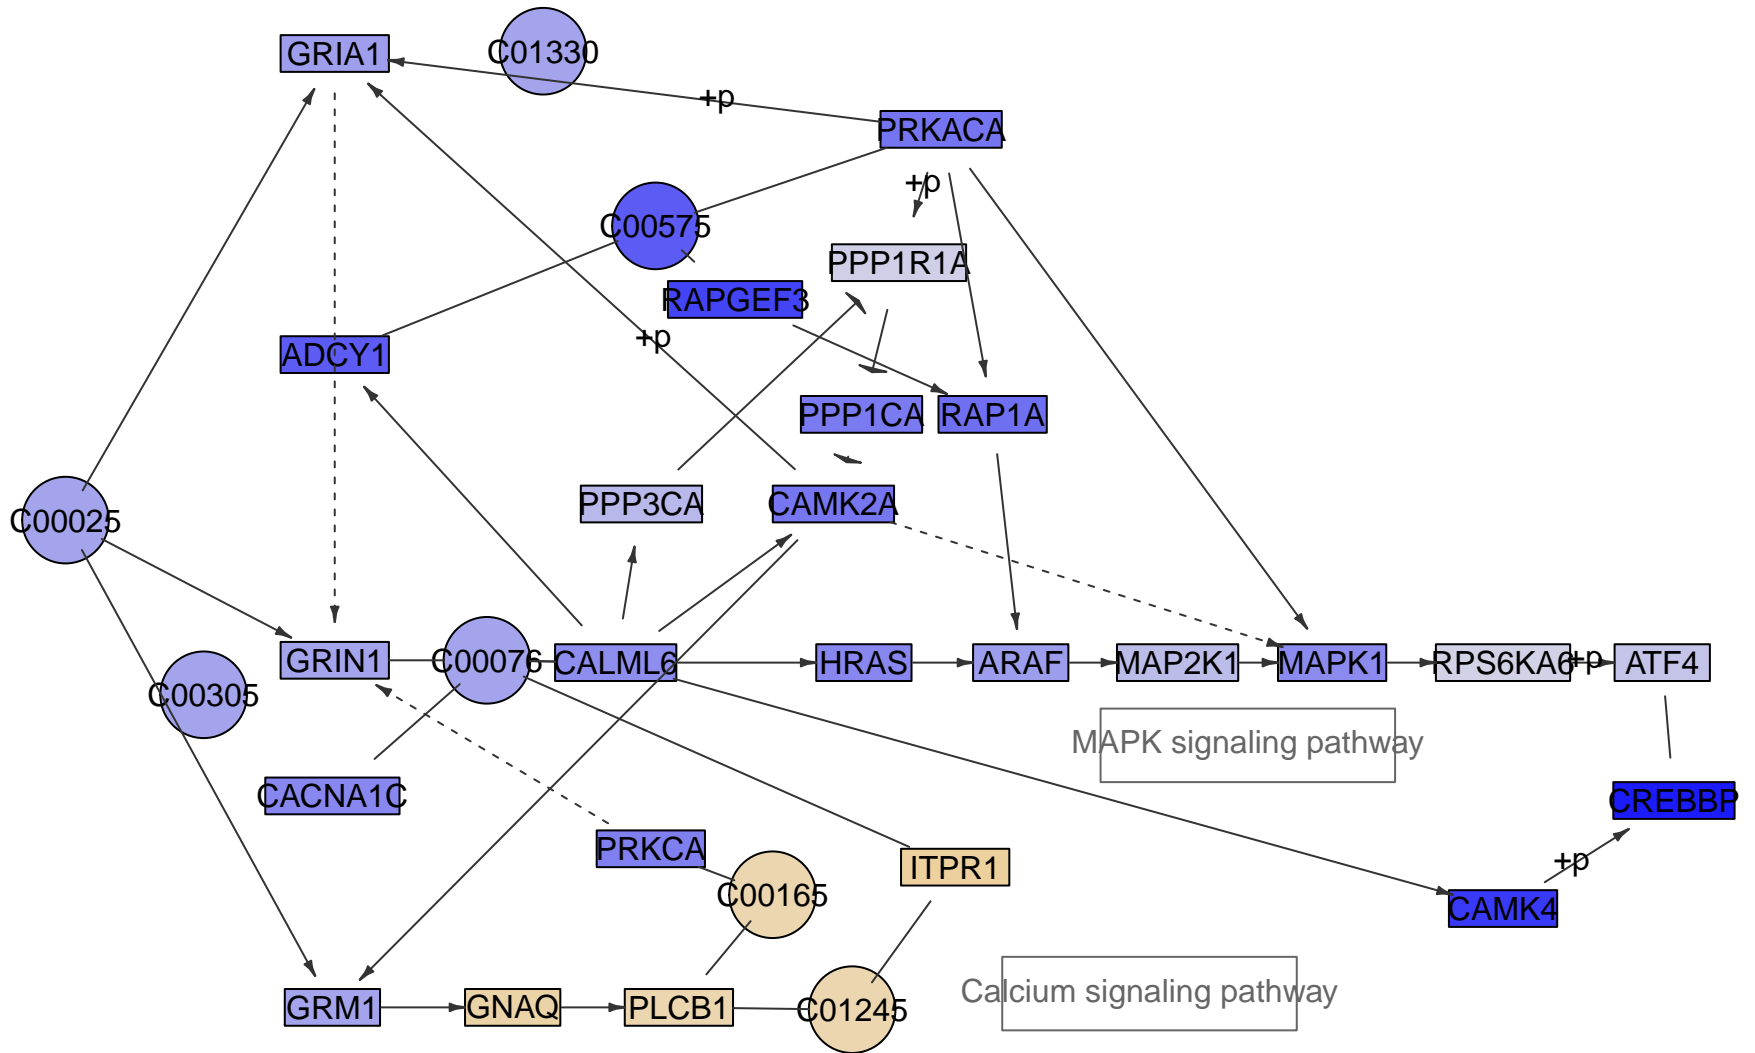 GRIA1
C01330
+p
PRKACA
+p
C00575
PPP1R1A
RAPGEF3
+p
ADCY1
PPP1CA
RAP1A
PPP3CA
CAMK2A
C00025
GRIN1
C00076
CALML6
HRAS
ARAF
MAP2K1
MAPK1
RPS6KA6
+p
ATF4
C00305
MAPK signaling pathway
CACNA1C
CREBBP
PRKCA
ITPR1
+p
C00165
CAMK4
Calcium signaling pathway
GRM1
GNAQ
PLCB1
C01245